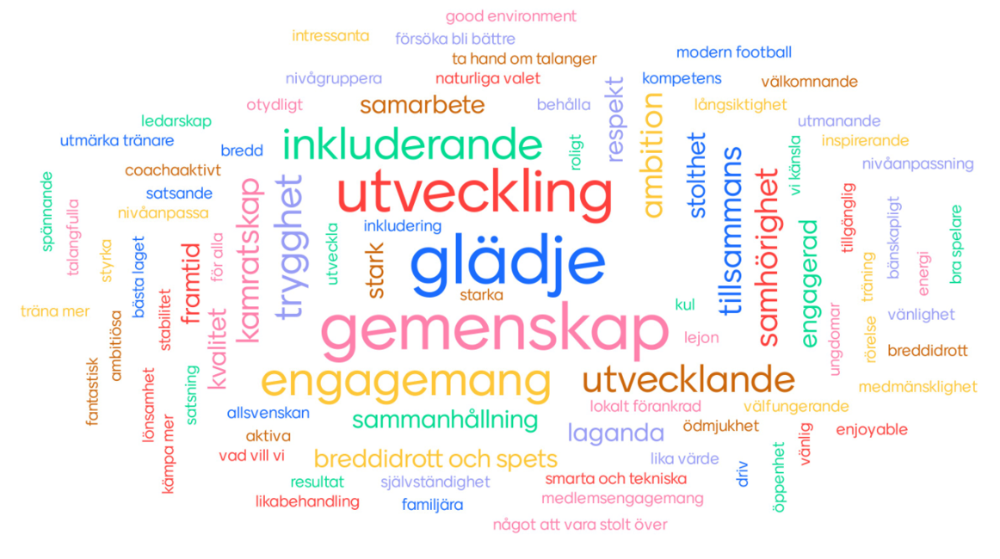 good environment
intressanta
försöka bli bättre
modern football
ta hand om talanger
nivågruppera
naturliga valet
kompetens
välkomnande
otydligt
samarbete
behålla
respekt
ambition
långsiktighet
ledarskap
utmanande
utmärka tränare
bredd
inkluderande
roligt
stolthet
vi känsla
inspirerande
coachaaktivt
nivåanpassning
satsande
utveckling
tillsammans
samhörighet
spännande
talangfulla
nivåanpassa
kamratskap
trygghet
tillgänglig
bänskapligt
utveckla
inkludering
engagerad
bra spelare
styrka
bästa laget
framtid
för alla
stark
glädje
träning
energi
starka
träna mer
ambitiösa
stabilitet
kvalitet
gemenskap
kul
lejon
ungdomar
rörelse
vänlighet
breddidrott
fantastisk
lönsamhet
satsning
engagemang
utvecklande
medmänsklighet
kämpa mer
allsvenskan
sammanhållning
lokalt förankrad
välfungerande
aktiva
laganda
ödmjukhet
vänlig
enjoyable
vad vill vi
breddidrott och spets
lika värde
driv
öppenhet
resultat
självständighet
smarta och tekniska
likabehandling
familjära
medlemsengagemang
något att vara stolt över